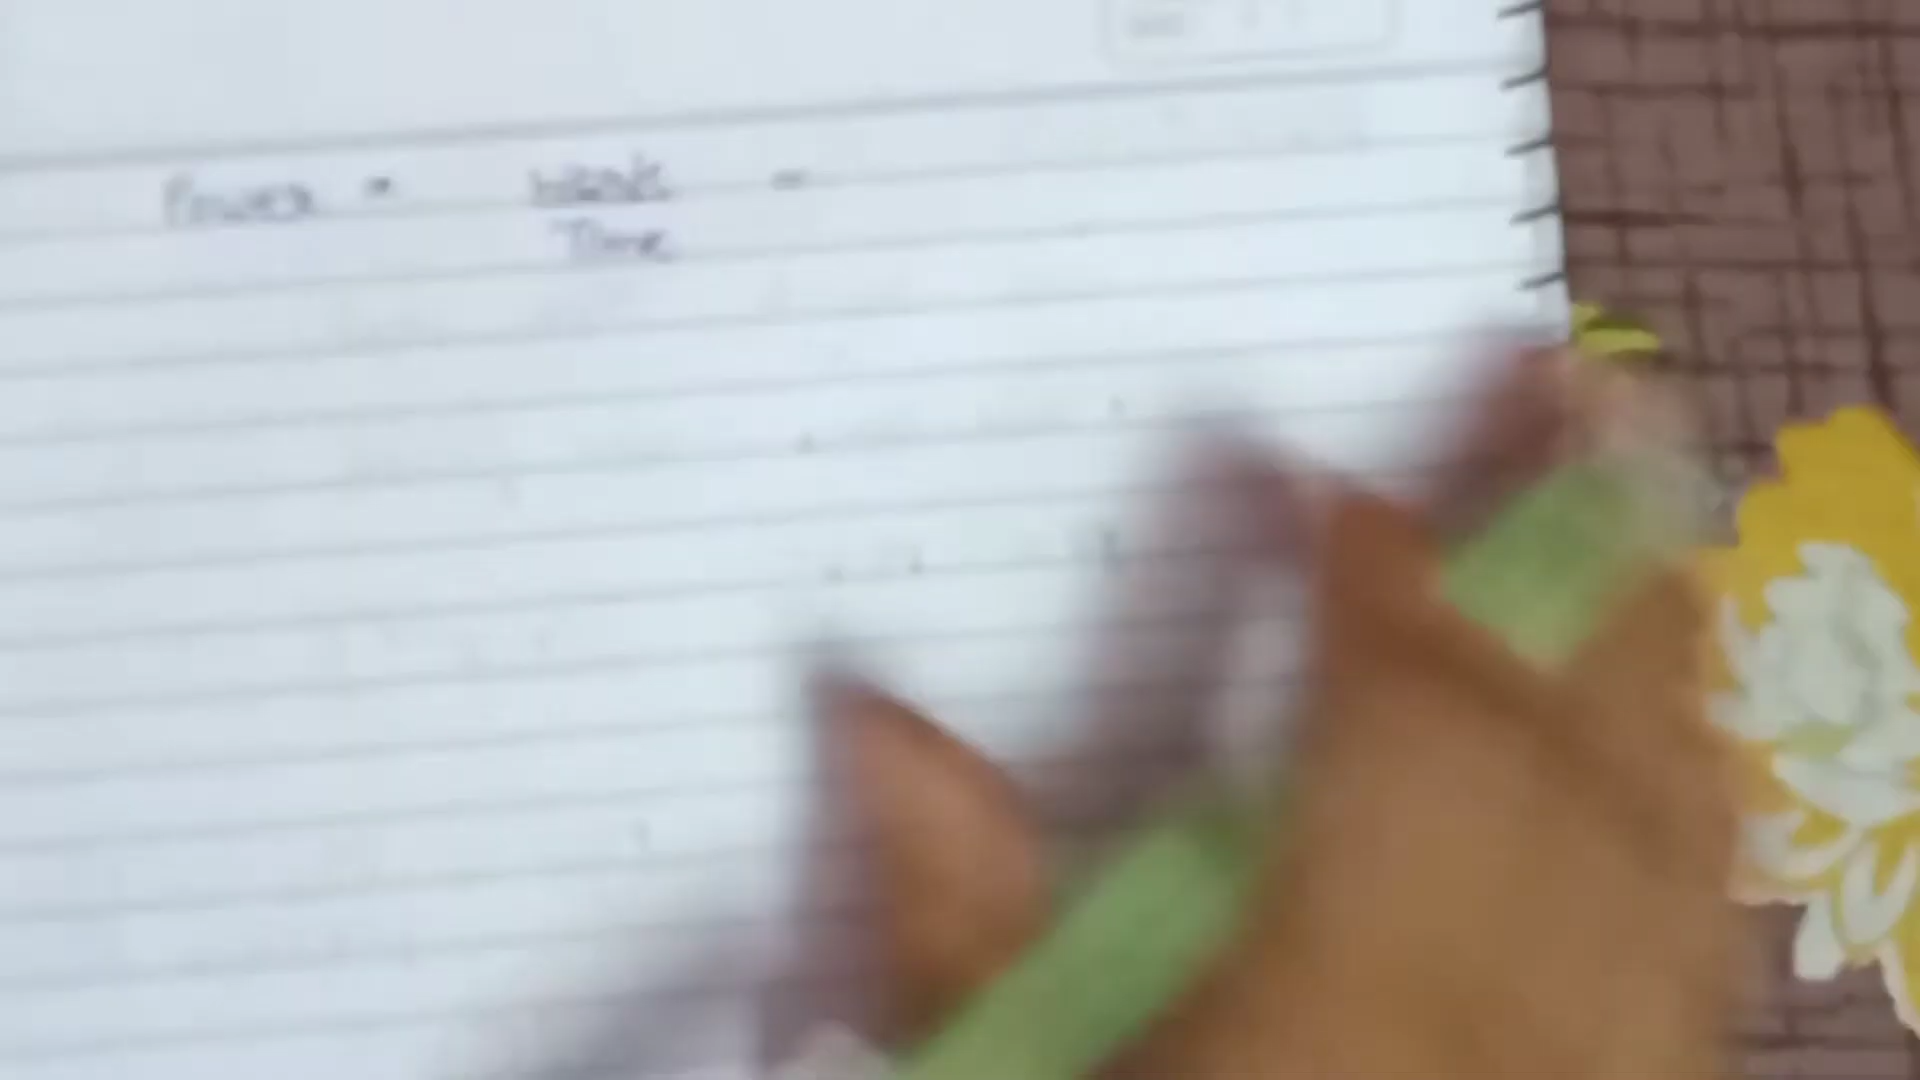 Power = Work =
Time